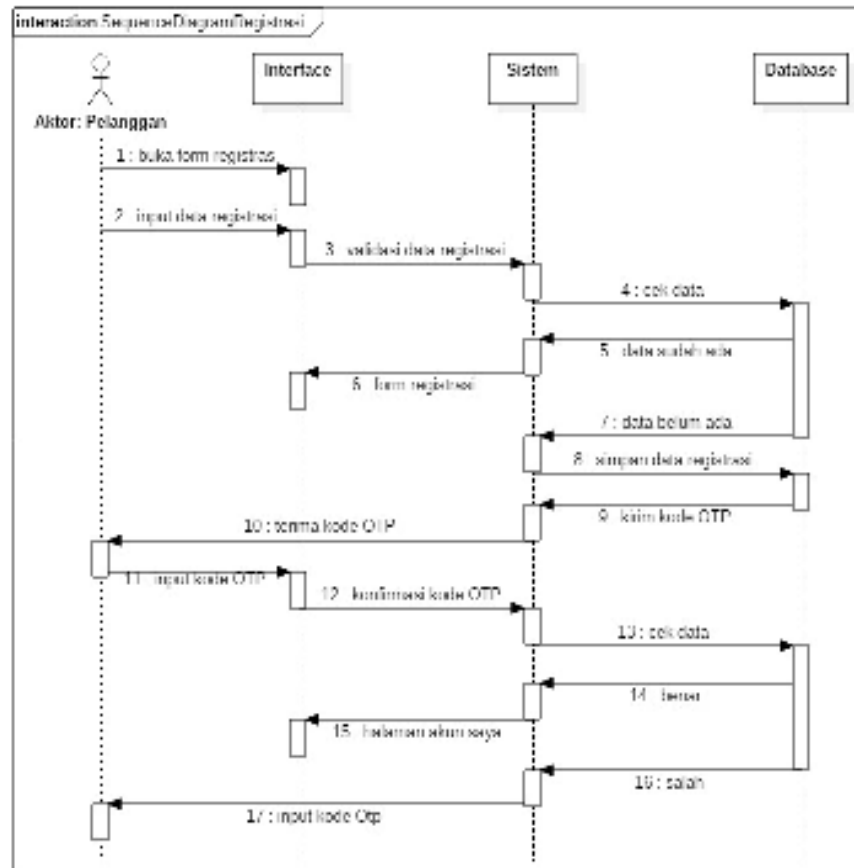 interaction SequenceDiagramRegistrasi
Interface
Sistem
Database
Aktor: Pelanggan
1 : buka form registras
2 : input data registrasi
3 : validasi data registrasi
4 : cek data
5 : data sudah ada
6 : form registrasi
7 : data belum ada
8 : simpan data registrasi
9 : kirim kode OTP
10 : terima kode OTP
11 : input kode OTP
12 : konfirmasi kode OTP
13 : cek data
14 : benar
15 : halaman akun saya
16 : salah
17 : input kode Otp